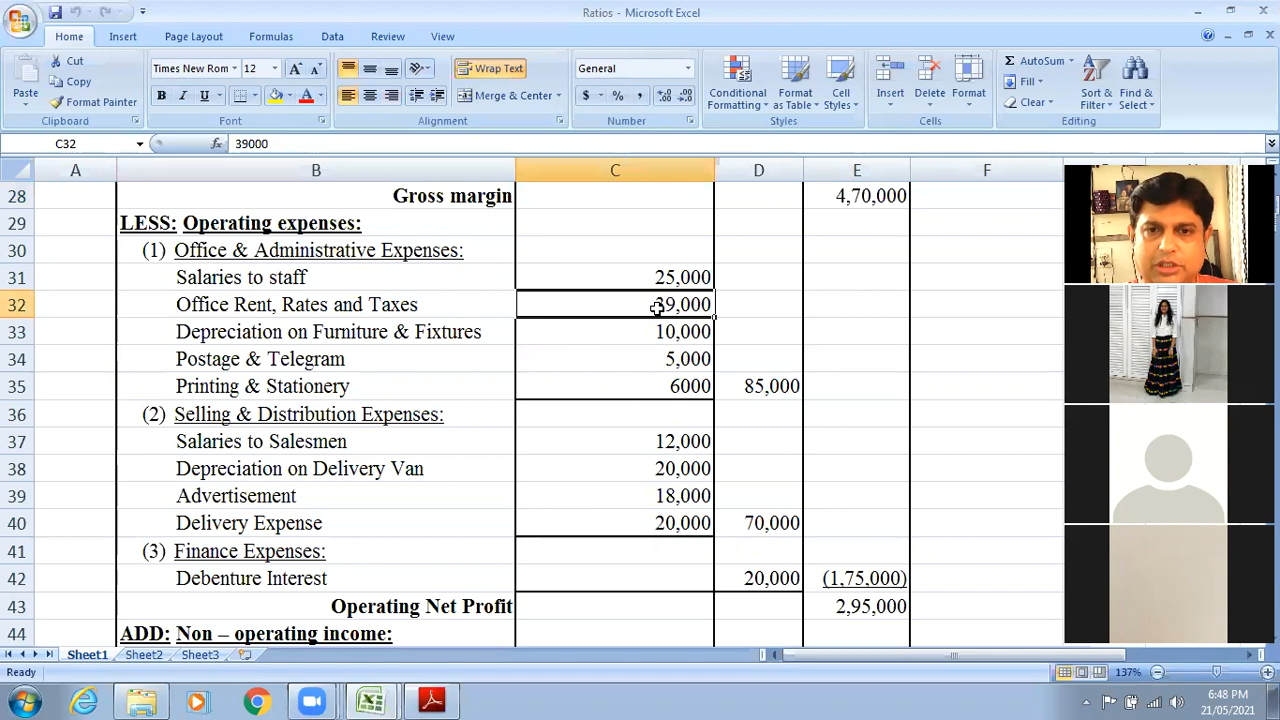 Ratios - Microsoft Excel
Home Insert Page Layout Formulas Data Review View
Paste
Cut
Copy
Format Painter
Clipboard
Times New Rom 12
B I U
Font
Wrap Text
Merge & Center
Alignment
General
$ % ,
Number
Conditional Formatting
Format as Table
Cell Styles
Styles
Insert Delete Format
Cells
AutoSum
Fill
Clear
Sort & Filter
Find & Select
Editing
C32 fx 39000
A B C D E F
28 Gross margin 4,70,000
29 LESS: Operating expenses:
30 (1) Office & Administrative Expenses:
31 Salaries to staff 25,000
32 Office Rent, Rates and Taxes 39,000
33 Depreciation on Furniture & Fixtures 10,000
34 Postage & Telegram 5,000
35 Printing & Stationery 6000 85,000
36 (2) Selling & Distribution Expenses:
37 Salaries to Salesmen 12,000
38 Depreciation on Delivery Van 20,000
39 Advertisement 18,000
40 Delivery Expense 20,000 70,000
41 (3) Finance Expenses:
42 Debenture Interest 20,000 (1,75,000)
43 Operating Net Profit 2,95,000
44 ADD: Non – operating income:
Sheet1 Sheet2 Sheet3
Ready 137%
6:48 PM
21/05/2021